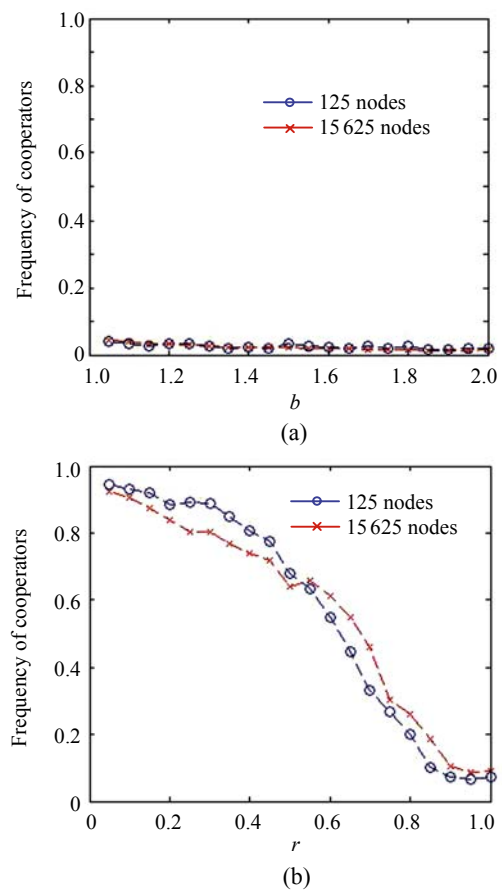 1.0
0.8
0.6
0.4
0.2
0
Frequency of cooperators
125 nodes
15 625 nodes
1.0 1.2 1.4 1.6 1.8 2.0
b
(a)
1.0
0.8
0.6
0.4
0.2
0
Frequency of cooperators
125 nodes
15 625 nodes
0 0.2 0.4 0.6 0.8 1.0
r
(b)